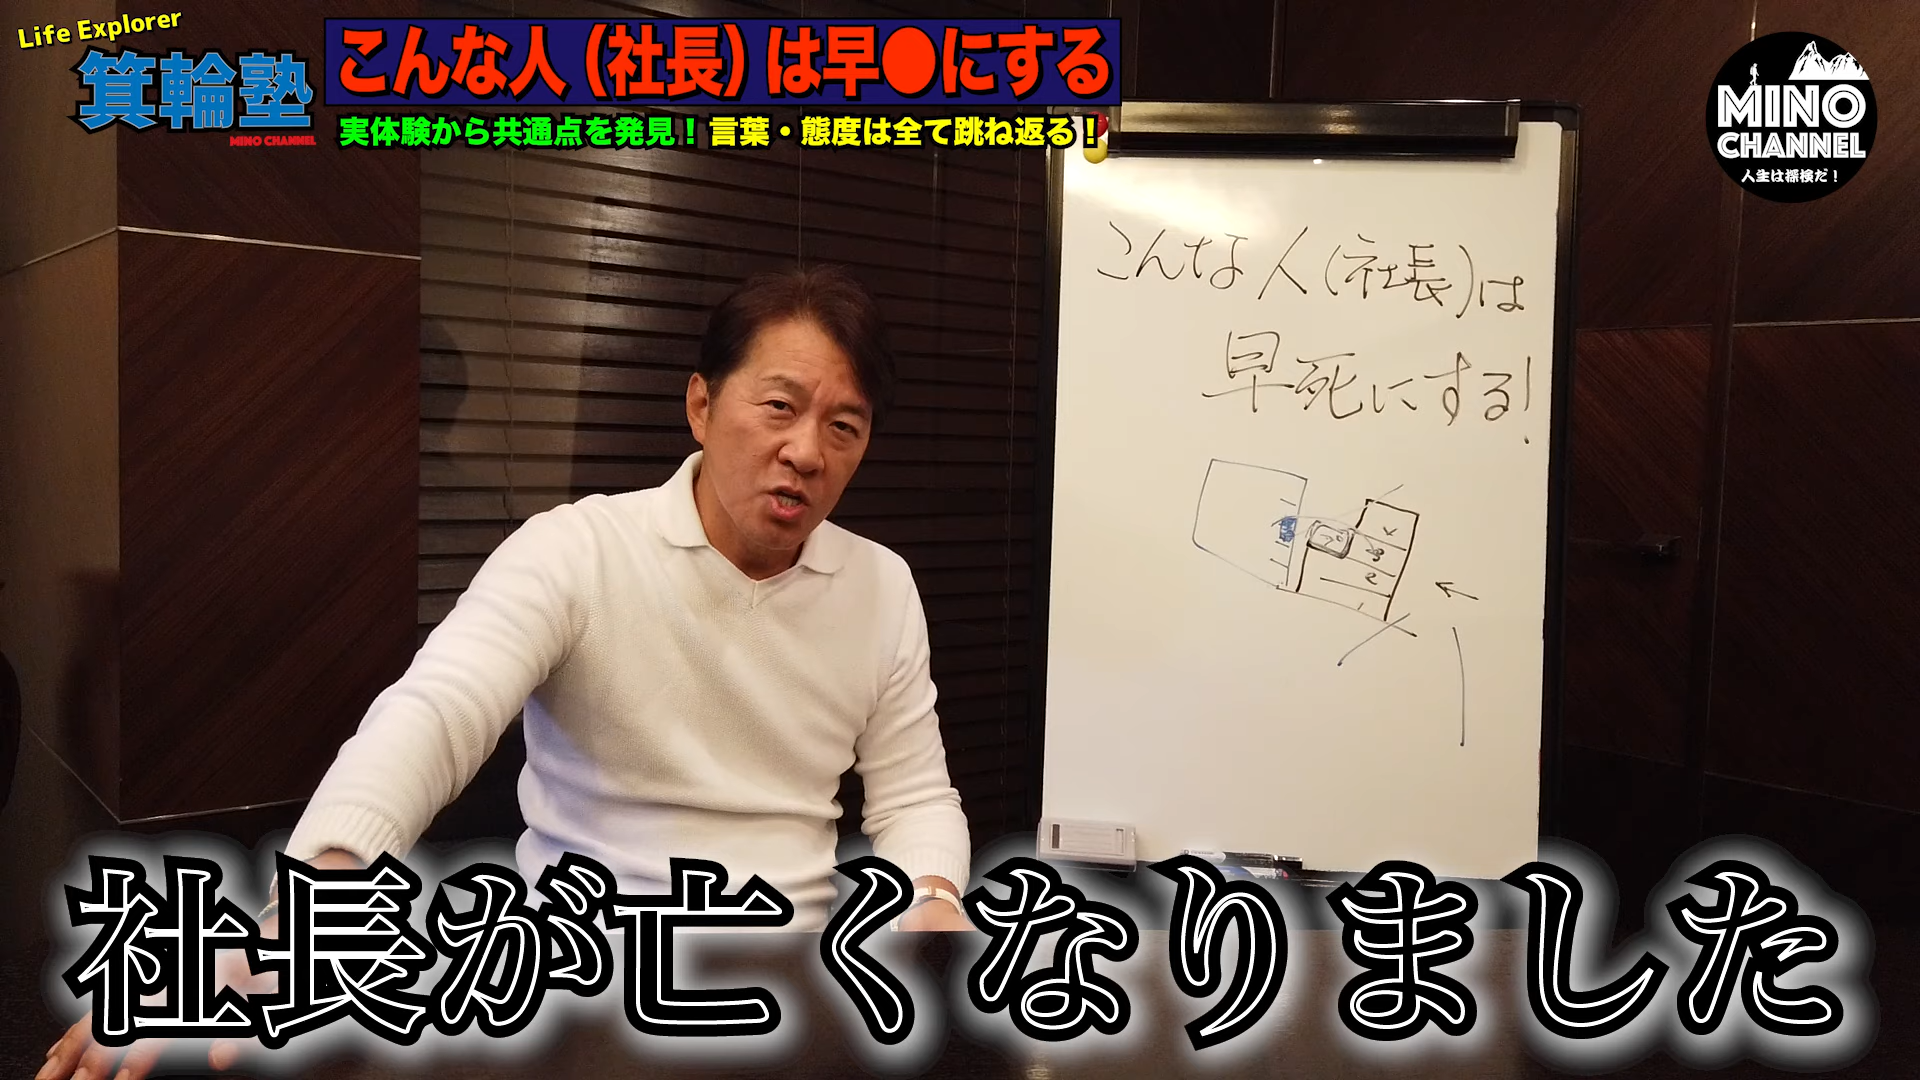 Life Explorer
箕輪塾
MINO CHANNEL
こんな人（社長）は早●にする
実体験から共通点を発見！言葉・態度は全て跳ね返る！
MINO
CHANNEL
人生は探検だ！
こんな人(社長)は
早死にする!
社長が亡くなりました